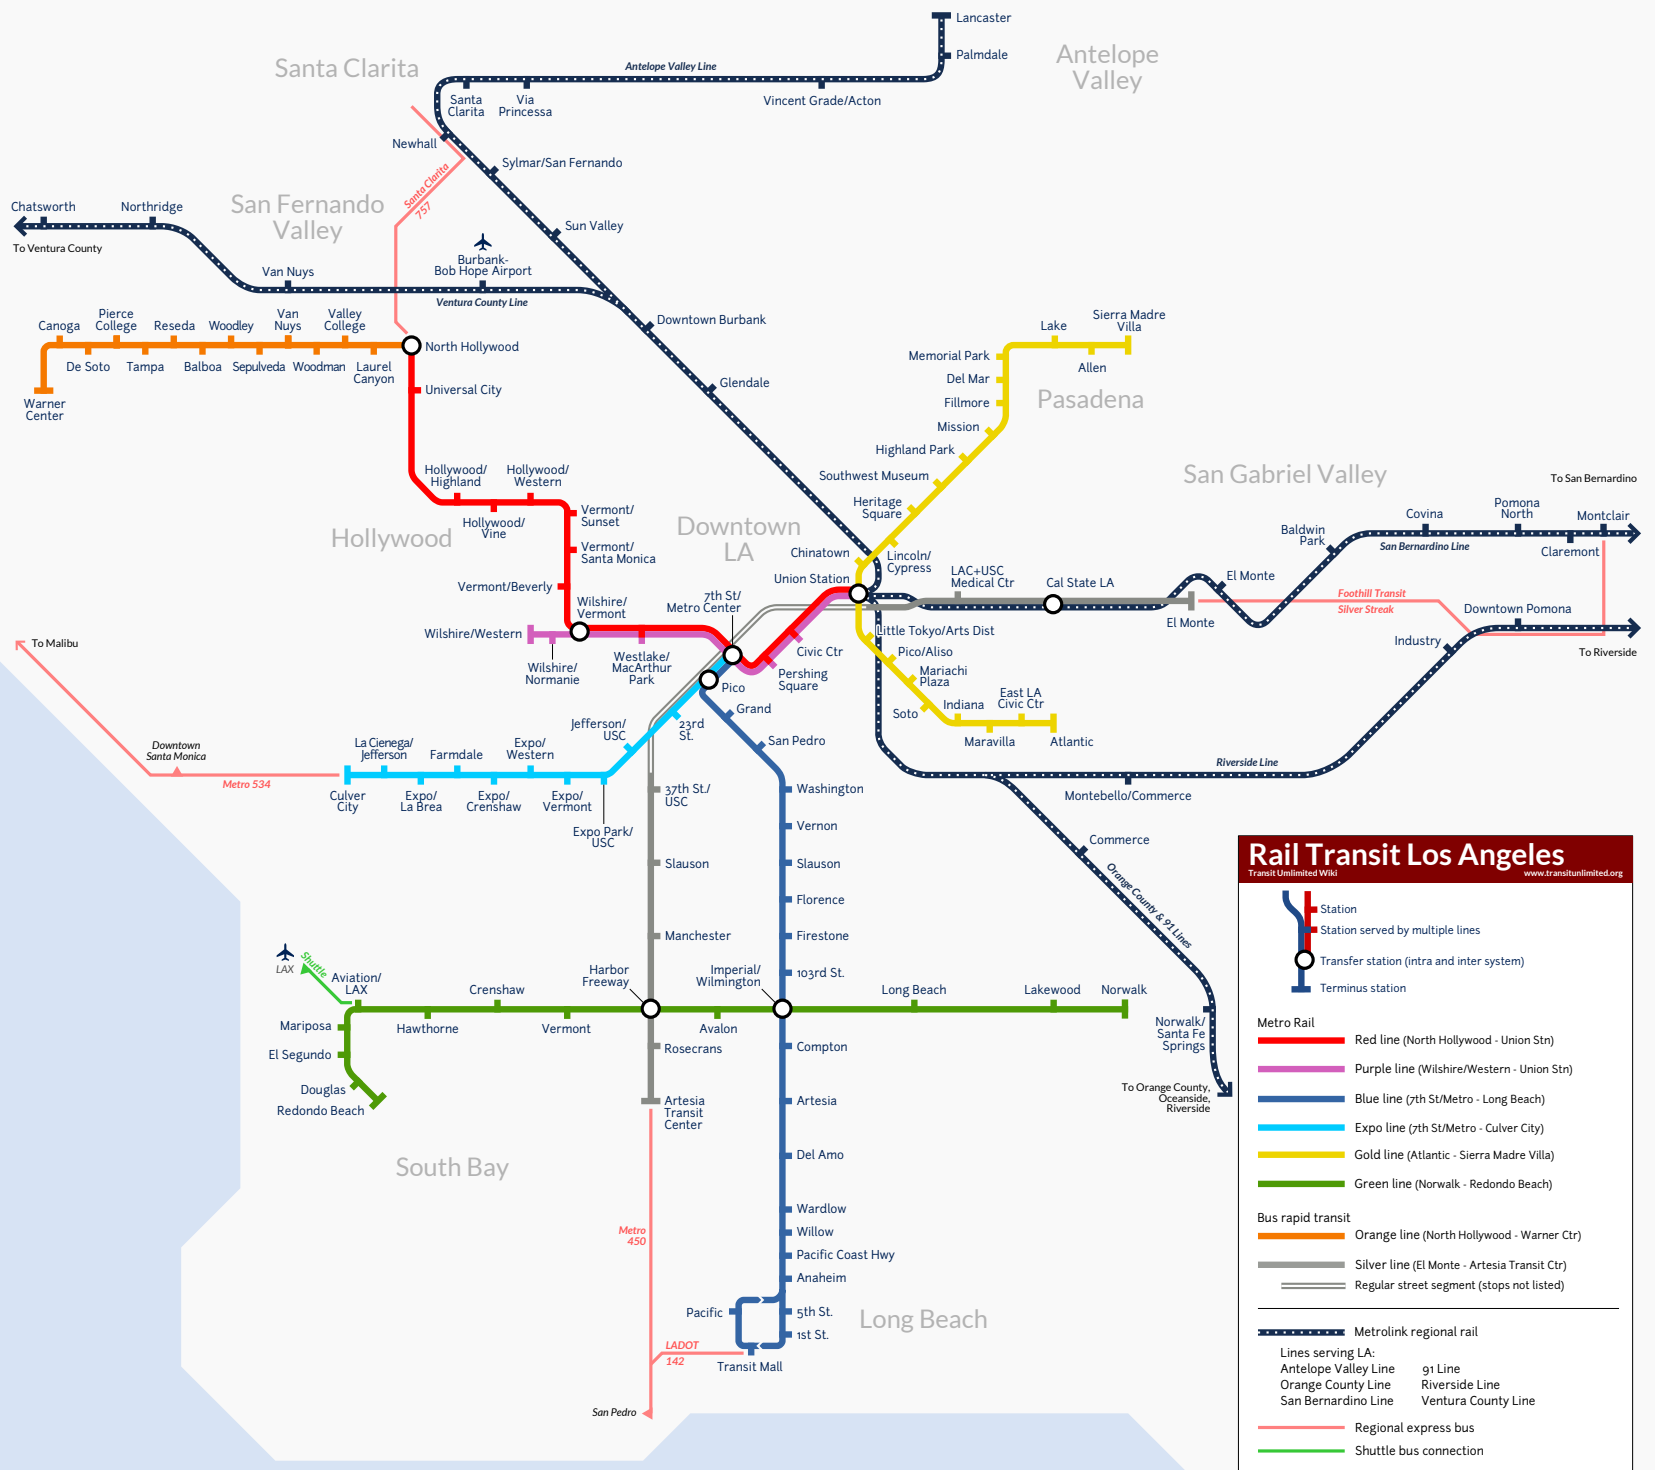 Lancaster
Palmdale
Antelope
Valley
Santa Clarita
Antelope Valley Line
Santa
Clarita
Via
Princessa
Vincent Grade/Acton
Newhall
Sylmar/San Fernando
Santa Clarita
757
San Fernando
Valley
Chatsworth
Northridge
To Ventura County
Sun Valley
Van Nuys
Burbank-
Bob Hope Airport
Ventura County Line
Downtown Burbank
Glendale
Canoga
Pierce
College
Reseda
Woodley
Van
Nuys
Valley
College
North Hollywood
De Soto
Tampa
Balboa
Sepulveda
Woodman
Laurel
Canyon
Warner
Center
Universal City
Sierra Madre
Villa
Lake
Allen
Memorial Park
Del Mar
Fillmore
Pasadena
Mission
Highland Park
Southwest Museum
Heritage
Square
Lincoln/
Cypress
Chinatown
Union Station
Hollywood/
Highland
Hollywood/
Western
Hollywood/
Vine
Hollywood
Vermont/
Sunset
Vermont/
Santa Monica
Vermont/Beverly
Wilshire/
Vermont
Wilshire/Western
Wilshire/
Normanie
Westlake/
MacArthur
Park
Downtown
LA
7th St/
Metro Center
Civic Ctr
Pershing
Square
Pico
LAC+USC
Medical Ctr
Cal State LA
El Monte
El Monte
San Gabriel Valley
To San Bernardino
Baldwin
Park
Covina
Pomona
North
Montclair
San Bernardino Line
Claremont
Foothill Transit
Silver Streak
Downtown Pomona
Industry
To Riverside
Little Tokyo/Arts Dist
Pico/Aliso
Mariachi
Plaza
Soto
Indiana
East LA
Civic Ctr
Maravilla
Atlantic
To Malibu
Downtown
Santa Monica
Metro 534
Culver
City
La Cienega/
Jefferson
Expo/
La Brea
Farmdale
Expo/
Crenshaw
Expo/
Western
Expo/
Vermont
Expo Park/
USC
Jefferson/
USC
23rd
St.
Grand
San Pedro
Washington
Vernon
Slauson
Florence
Firestone
103rd St.
37th St./
USC
Slauson
Manchester
Riverside Line
Montebello/Commerce
Commerce
Orange County & 91 Lines
Norwalk/
Santa Fe
Springs
To Orange County,
Oceanside,
Riverside
LAX
Shuttle
Aviation/
LAX
Crenshaw
Harbor
Freeway
Imperial/
Wilmington
Long Beach
Lakewood
Norwalk
Hawthorne
Vermont
Avalon
Mariposa
El Segundo
Douglas
Redondo Beach
Rosecrans
Artesia
Transit
Center
South Bay
Compton
Artesia
Del Amo
Wardlow
Willow
Pacific Coast Hwy
Anaheim
5th St.
1st St.
Pacific
Transit Mall
Long Beach
Metro
450
LADOT
142
San Pedro
Rail Transit Los Angeles
Transit Umlimited Wiki
www.transitunlimited.org
Station
Station served by multiple lines
Transfer station (intra and inter system)
Terminus station
Metro Rail
Red line (North Hollywood - Union Stn)
Purple line (Wilshire/Western - Union Stn)
Blue line (7th St/Metro - Long Beach)
Expo line (7th St/Metro - Culver City)
Gold line (Atlantic - Sierra Madre Villa)
Green line (Norwalk - Redondo Beach)
Bus rapid transit
Orange line (North Hollywood - Warner Ctr)
Silver line (El Monte - Artesia Transit Ctr)
Regular street segment (stops not listed)
Metrolink regional rail
Lines serving LA:
Antelope Valley Line
91 Line
Orange County Line
Riverside Line
San Bernardino Line
Ventura County Line
Regional express bus
Shuttle bus connection